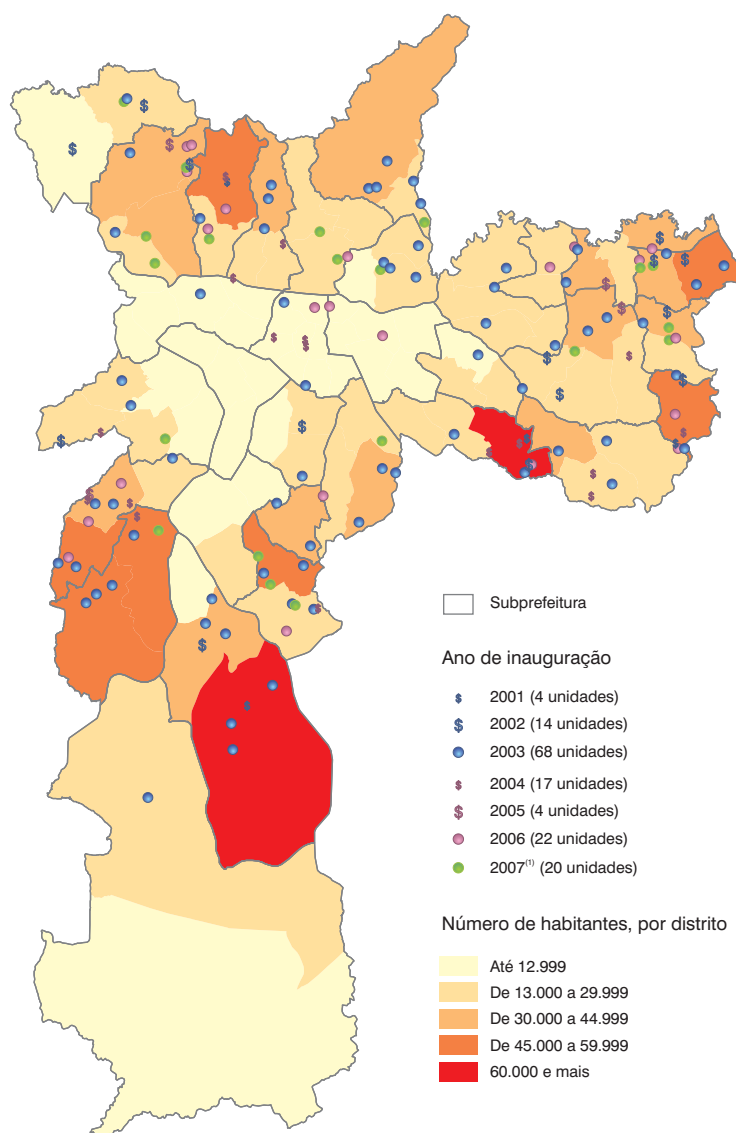 Subprefeitura
Ano de inauguração
2001 (4 unidades)
2002 (14 unidades)
2003 (68 unidades)
2004 (17 unidades)
2005 (4 unidades)
2006 (22 unidades)
2007(1) (20 unidades)
Número de habitantes, por distrito
Até 12.999
De 13.000 a 29.999
De 30.000 a 44.999
De 45.000 a 59.999
60.000 e mais